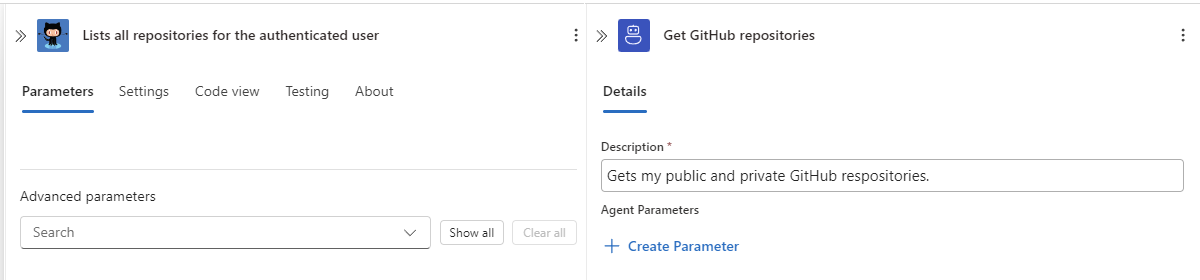 Lists all repositories for the authenticated user
Parameters Settings Code view Testing About
Advanced parameters
Search Show all Clear all
Get GitHub repositories
Details
Description *
Gets my public and private GitHub respositories.
Agent Parameters
Create Parameter